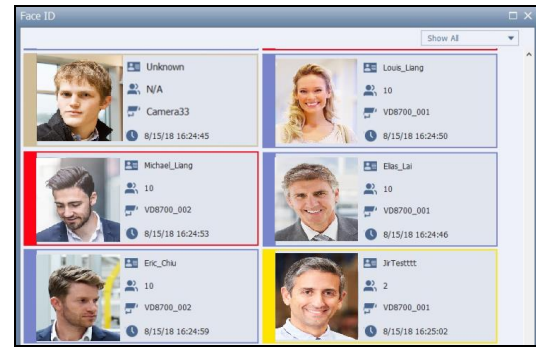 Face ID
Show All
Unknown
N/A
Camera33
8/15/18 16:24:45
Louis_Liang
10
VD8700_001
8/15/18 16:24:50
Michael_Liang
10
VD8700_002
8/15/18 16:24:53
Elias_Lai
10
VD8700_001
8/15/18 16:24:46
Eric_Chiu
10
VD8700_002
8/15/18 16:24:59
JirTestttt
2
VD8700_001
8/15/18 16:25:02